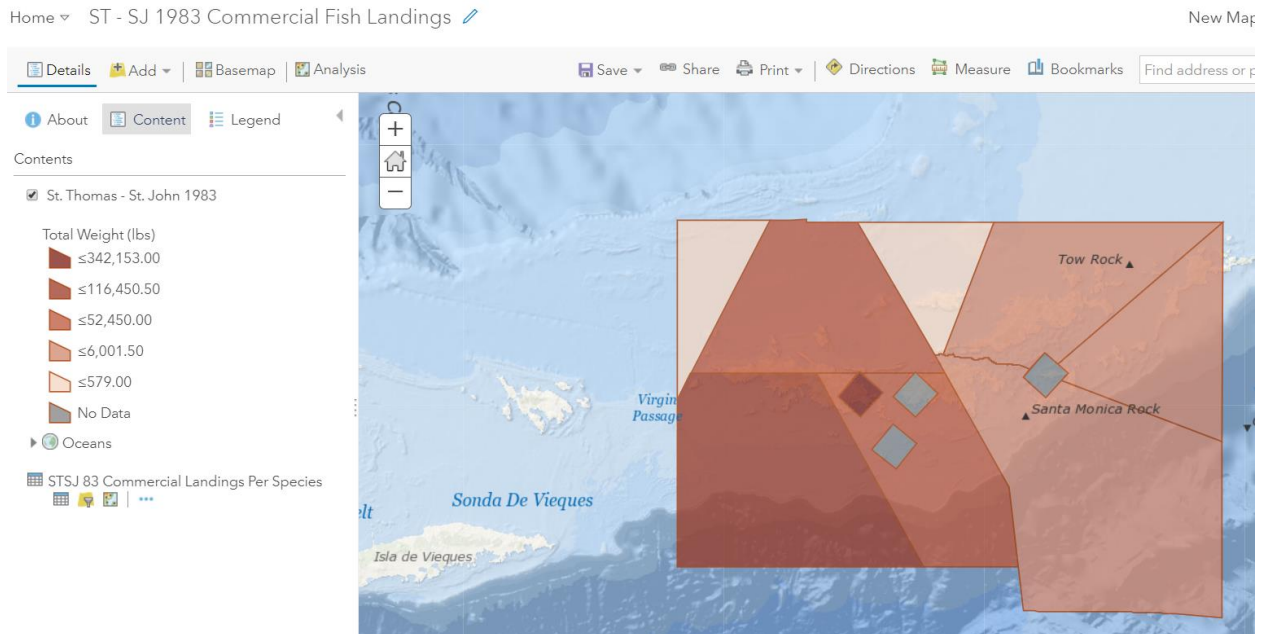 Home ST - SJ 1983 Commercial Fish Landings
New Map
Details Add Basemap Analysis
Save Share Print Directions Measure Bookmarks Find address or p
About Content Legend
Contents
St. Thomas - St. John 1983
Total Weight (lbs)
≤342,153.00
≤116,450.50
≤52,450.00
≤6,001.50
≤579.00
No Data
Oceans
STSJ 83 Commercial Landings Per Species
+
−
Tow Rock
Virgin
Passage
Santa Monica Rock
Sonda De Vieques
elt
Isla de Vieques